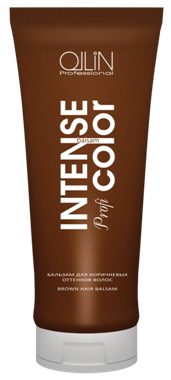 OLLIN
Professional
INTENSE
balsam
Profi COLOR
БАЛЬЗАМ ДЛЯ КОРИЧНЕВЫХ
ОТТЕНКОВ ВОЛОС
BROWN HAIR BALSAM